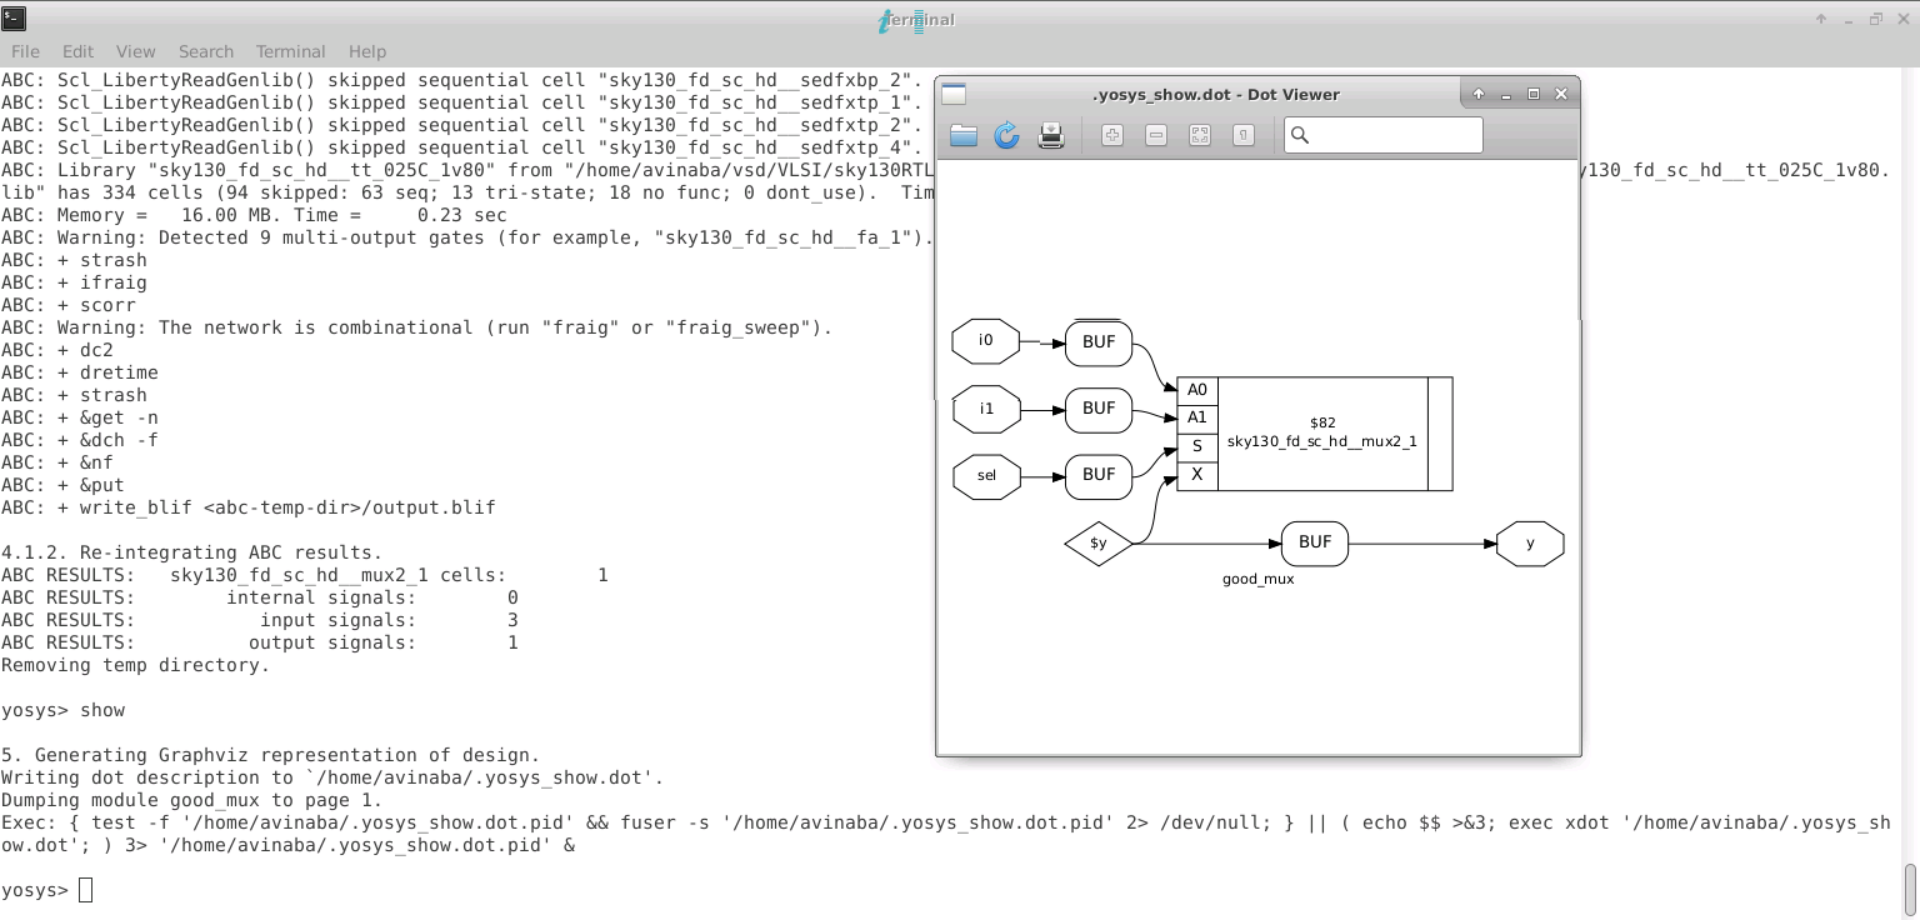 Terminal
File Edit View Search Terminal Help
ABC: Scl_LibertyReadGenlib() skipped sequential cell "sky130_fd_sc_hd__sedfxbp_2".
ABC: Scl_LibertyReadGenlib() skipped sequential cell "sky130_fd_sc_hd__sedfxtp_1".
ABC: Scl_LibertyReadGenlib() skipped sequential cell "sky130_fd_sc_hd__sedfxtp_2".
ABC: Scl_LibertyReadGenlib() skipped sequential cell "sky130_fd_sc_hd__sedfxtp_4".
ABC: Library "sky130_fd_sc_hd__tt_025C_1v80" from "/home/avinaba/vsd/VLSI/sky130RTL y130_fd_sc_hd__tt_025C_1v80.
lib" has 334 cells (94 skipped: 63 seq; 13 tri-state; 18 no func; 0 dont_use).  Tim
ABC: Memory =   16.00 MB. Time =     0.23 sec
ABC: Warning: Detected 9 multi-output gates (for example, "sky130_fd_sc_hd__fa_1").
ABC: + strash
ABC: + ifraig
ABC: + scorr
ABC: Warning: The network is combinational (run "fraig" or "fraig_sweep").
ABC: + dc2
ABC: + dretime
ABC: + strash
ABC: + &get -n
ABC: + &dch -f
ABC: + &nf
ABC: + &put
ABC: + write_blif <abc-temp-dir>/output.blif
4.1.2. Re-integrating ABC results.
ABC RESULTS:   sky130_fd_sc_hd__mux2_1 cells:        1
ABC RESULTS:        internal signals:        0
ABC RESULTS:           input signals:        3
ABC RESULTS:          output signals:        1
Removing temp directory.
yosys> show
5. Generating Graphviz representation of design.
Writing dot description to `/home/avinaba/.yosys_show.dot'.
Dumping module good_mux to page 1.
Exec: { test -f '/home/avinaba/.yosys_show.dot.pid' && fuser -s '/home/avinaba/.yosys_show.dot.pid' 2> /dev/null; } || ( echo $$ >&3; exec xdot '/home/avinaba/.yosys_sh
ow.dot'; ) 3> '/home/avinaba/.yosys_show.dot.pid' &
yosys>
.yosys_show.dot - Dot Viewer
i0 BUF
A0
i1 BUF
A1
$82
sky130_fd_sc_hd__mux2_1
S
sel BUF
X
$y BUF y
good_mux